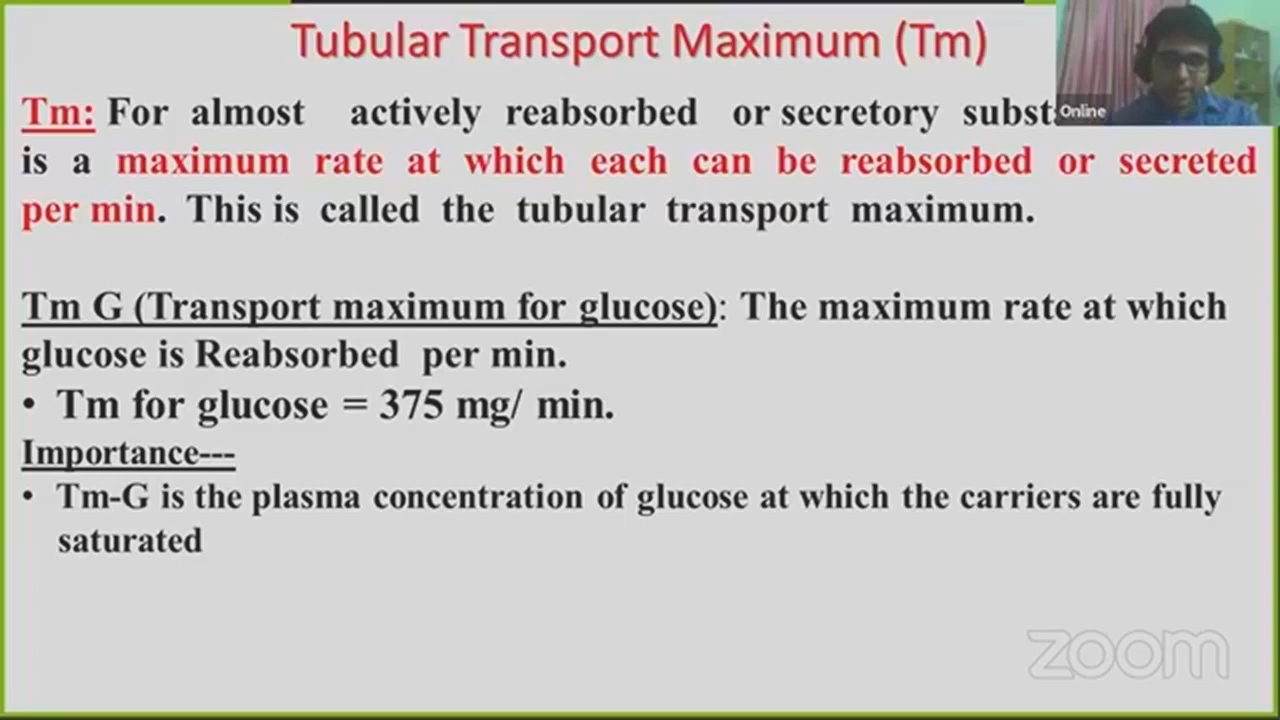 Tubular Transport Maximum (Tm)
Tm: For almost actively reabsorbed or secretory
Online
is a maximum rate at which each can be reabsorbed or secreted
per min. This is called the tubular transport maximum.
Tm G (Transport maximum for glucose): The maximum rate at which
glucose is Reabsorbed per min.
• Tm for glucose = 375 mg/ min.
Importance---
• Tm-G is the plasma concentration of glucose at which the carriers are fully
saturated
zoom